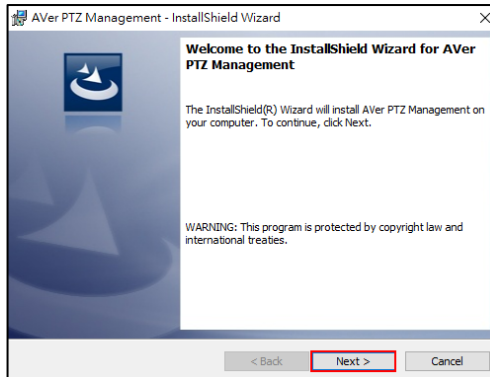 AVer PTZ Management - InstallShield Wizard
Welcome to the InstallShield Wizard for AVer
PTZ Management
The InstallShield(R) Wizard will install AVer PTZ Management on
your computer. To continue, click Next.
WARNING: This program is protected by copyright law and
international treaties.
< Back
Next >
Cancel